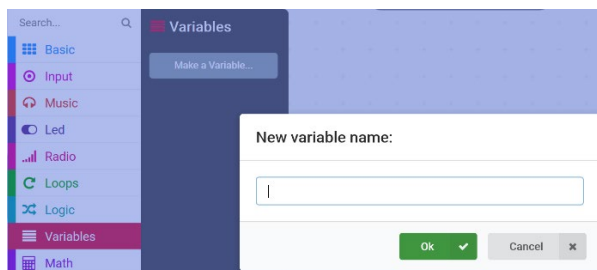 Search...
Basic
Input
Music
Led
Radio
Loops
Logic
Variables
Math
Variables
Make a Variable...
New variable name:
Ok
Cancel